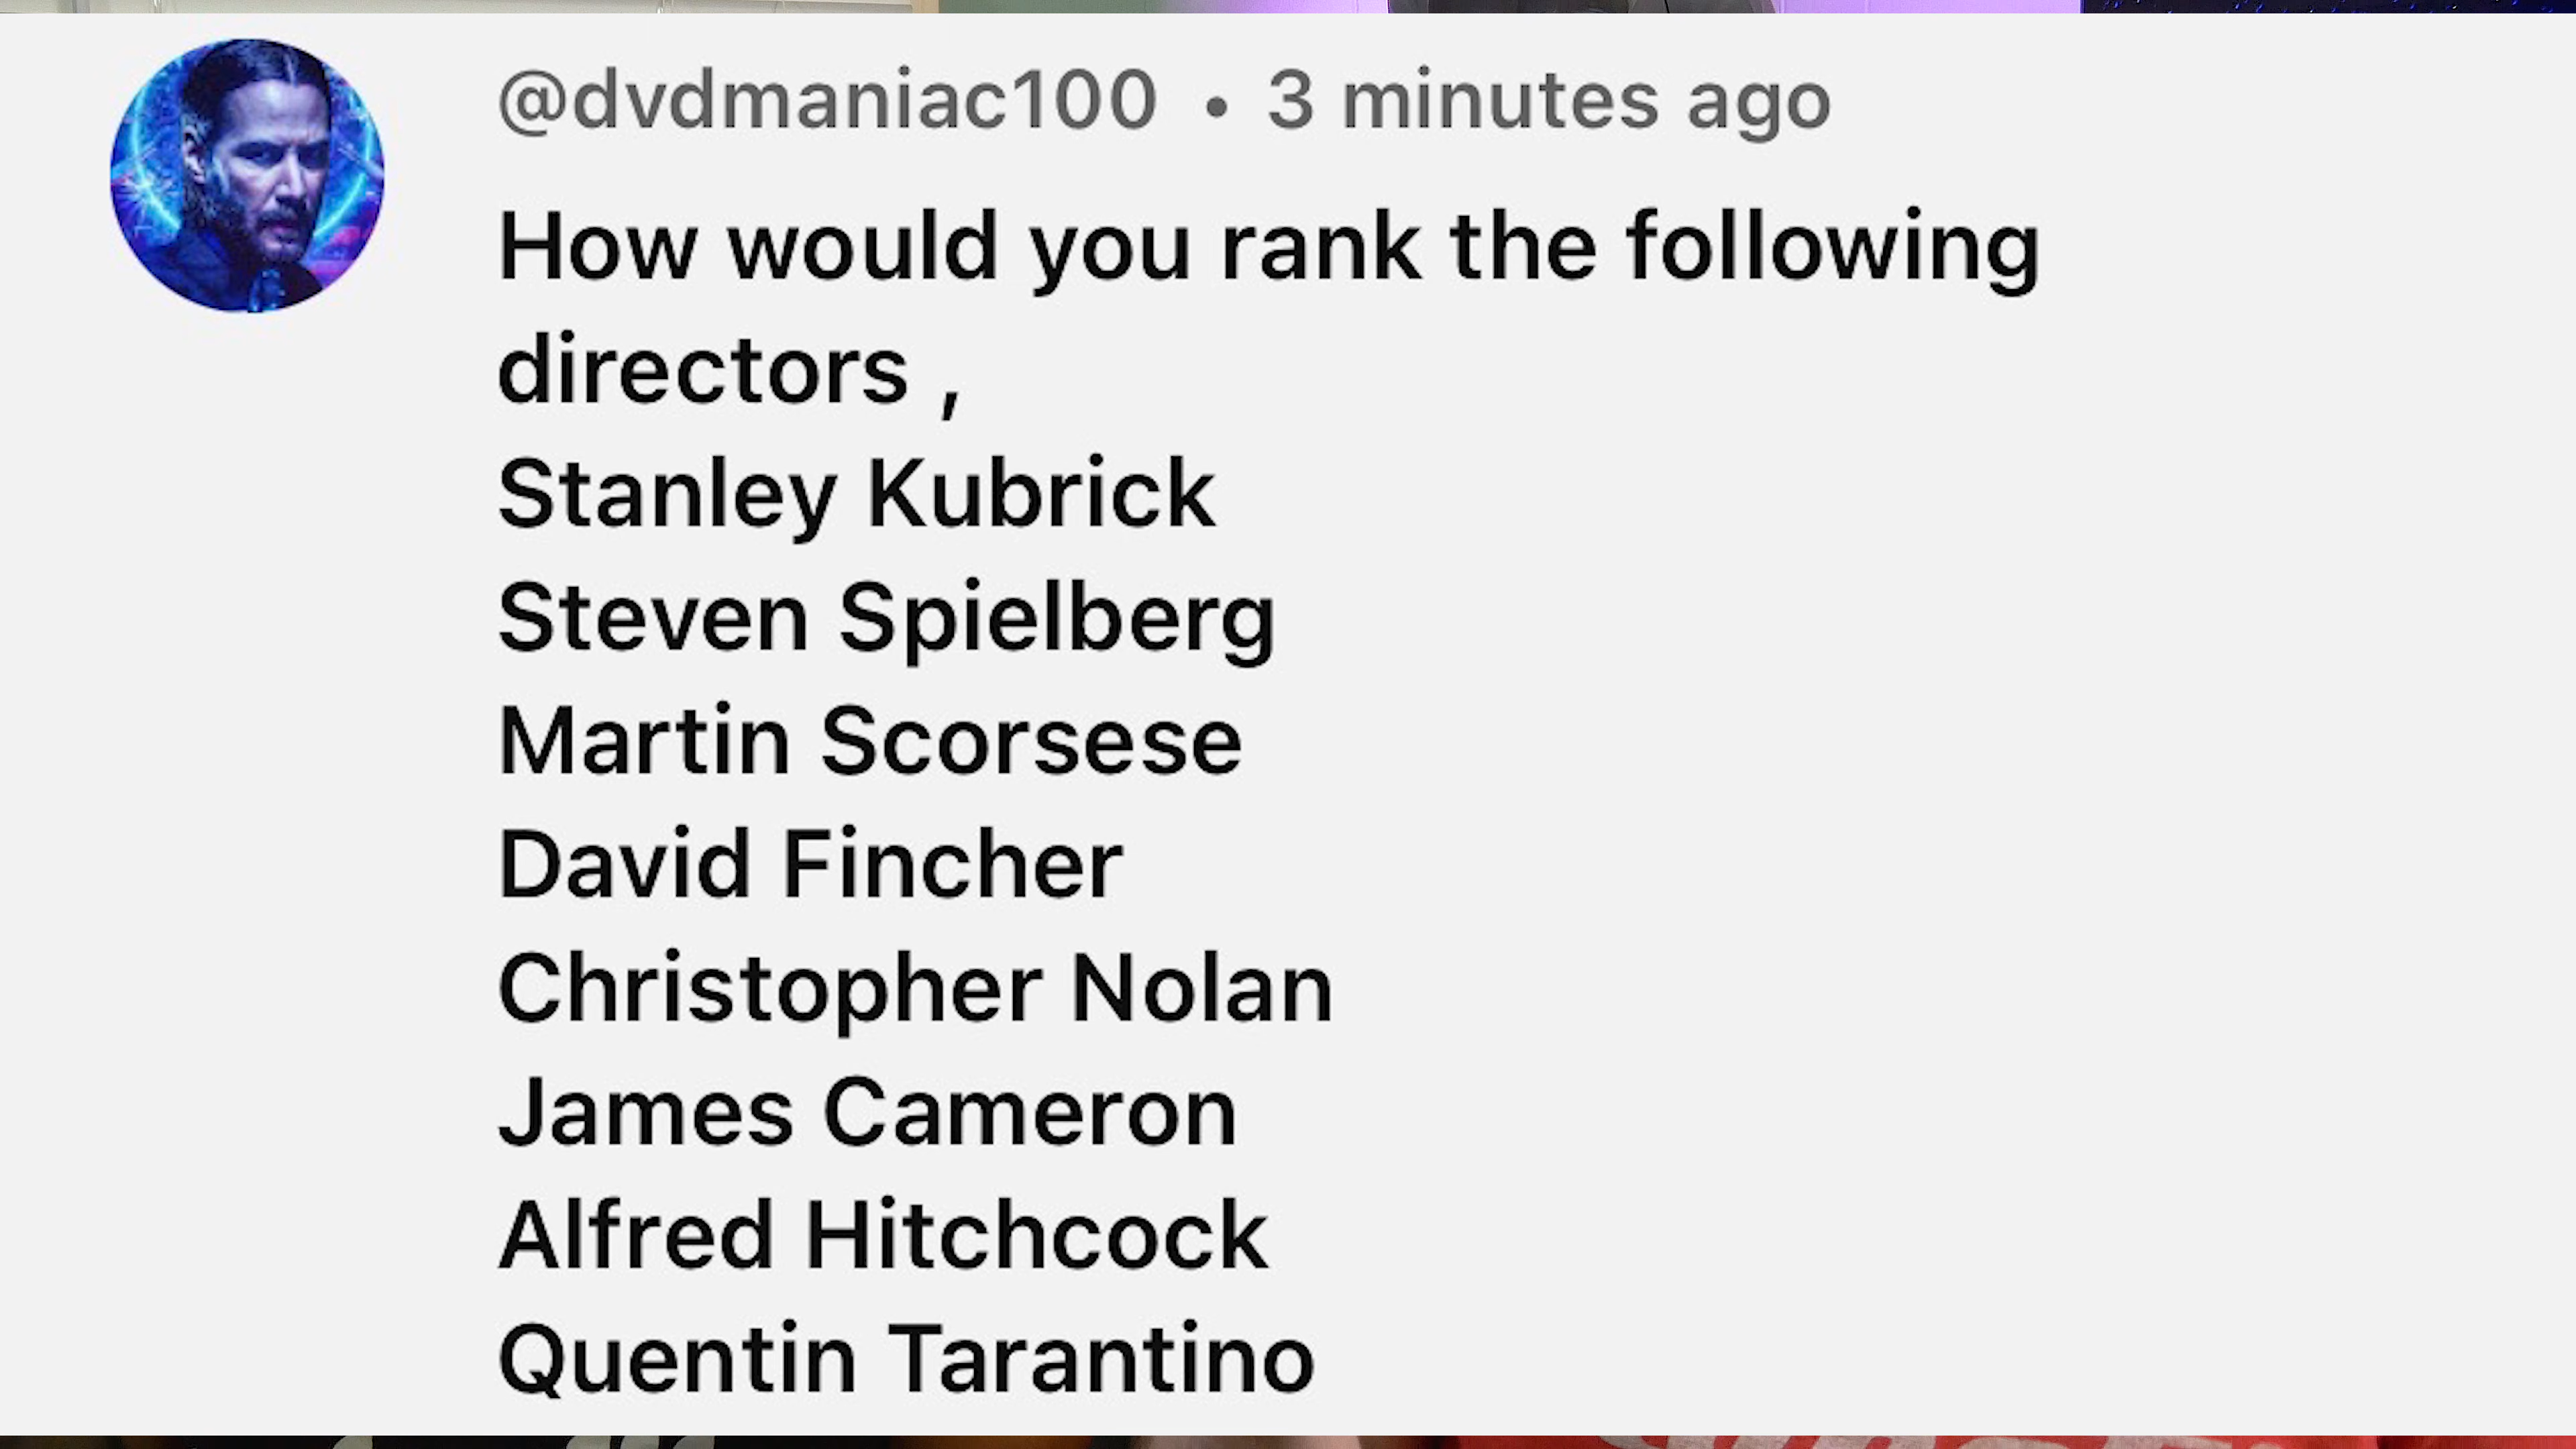 @dvdmaniac100 • 3 minutes ago
How would you rank the following
directors ,
Stanley Kubrick
Steven Spielberg
Martin Scorsese
David Fincher
Christopher Nolan
James Cameron
Alfred Hitchcock
Quentin Tarantino